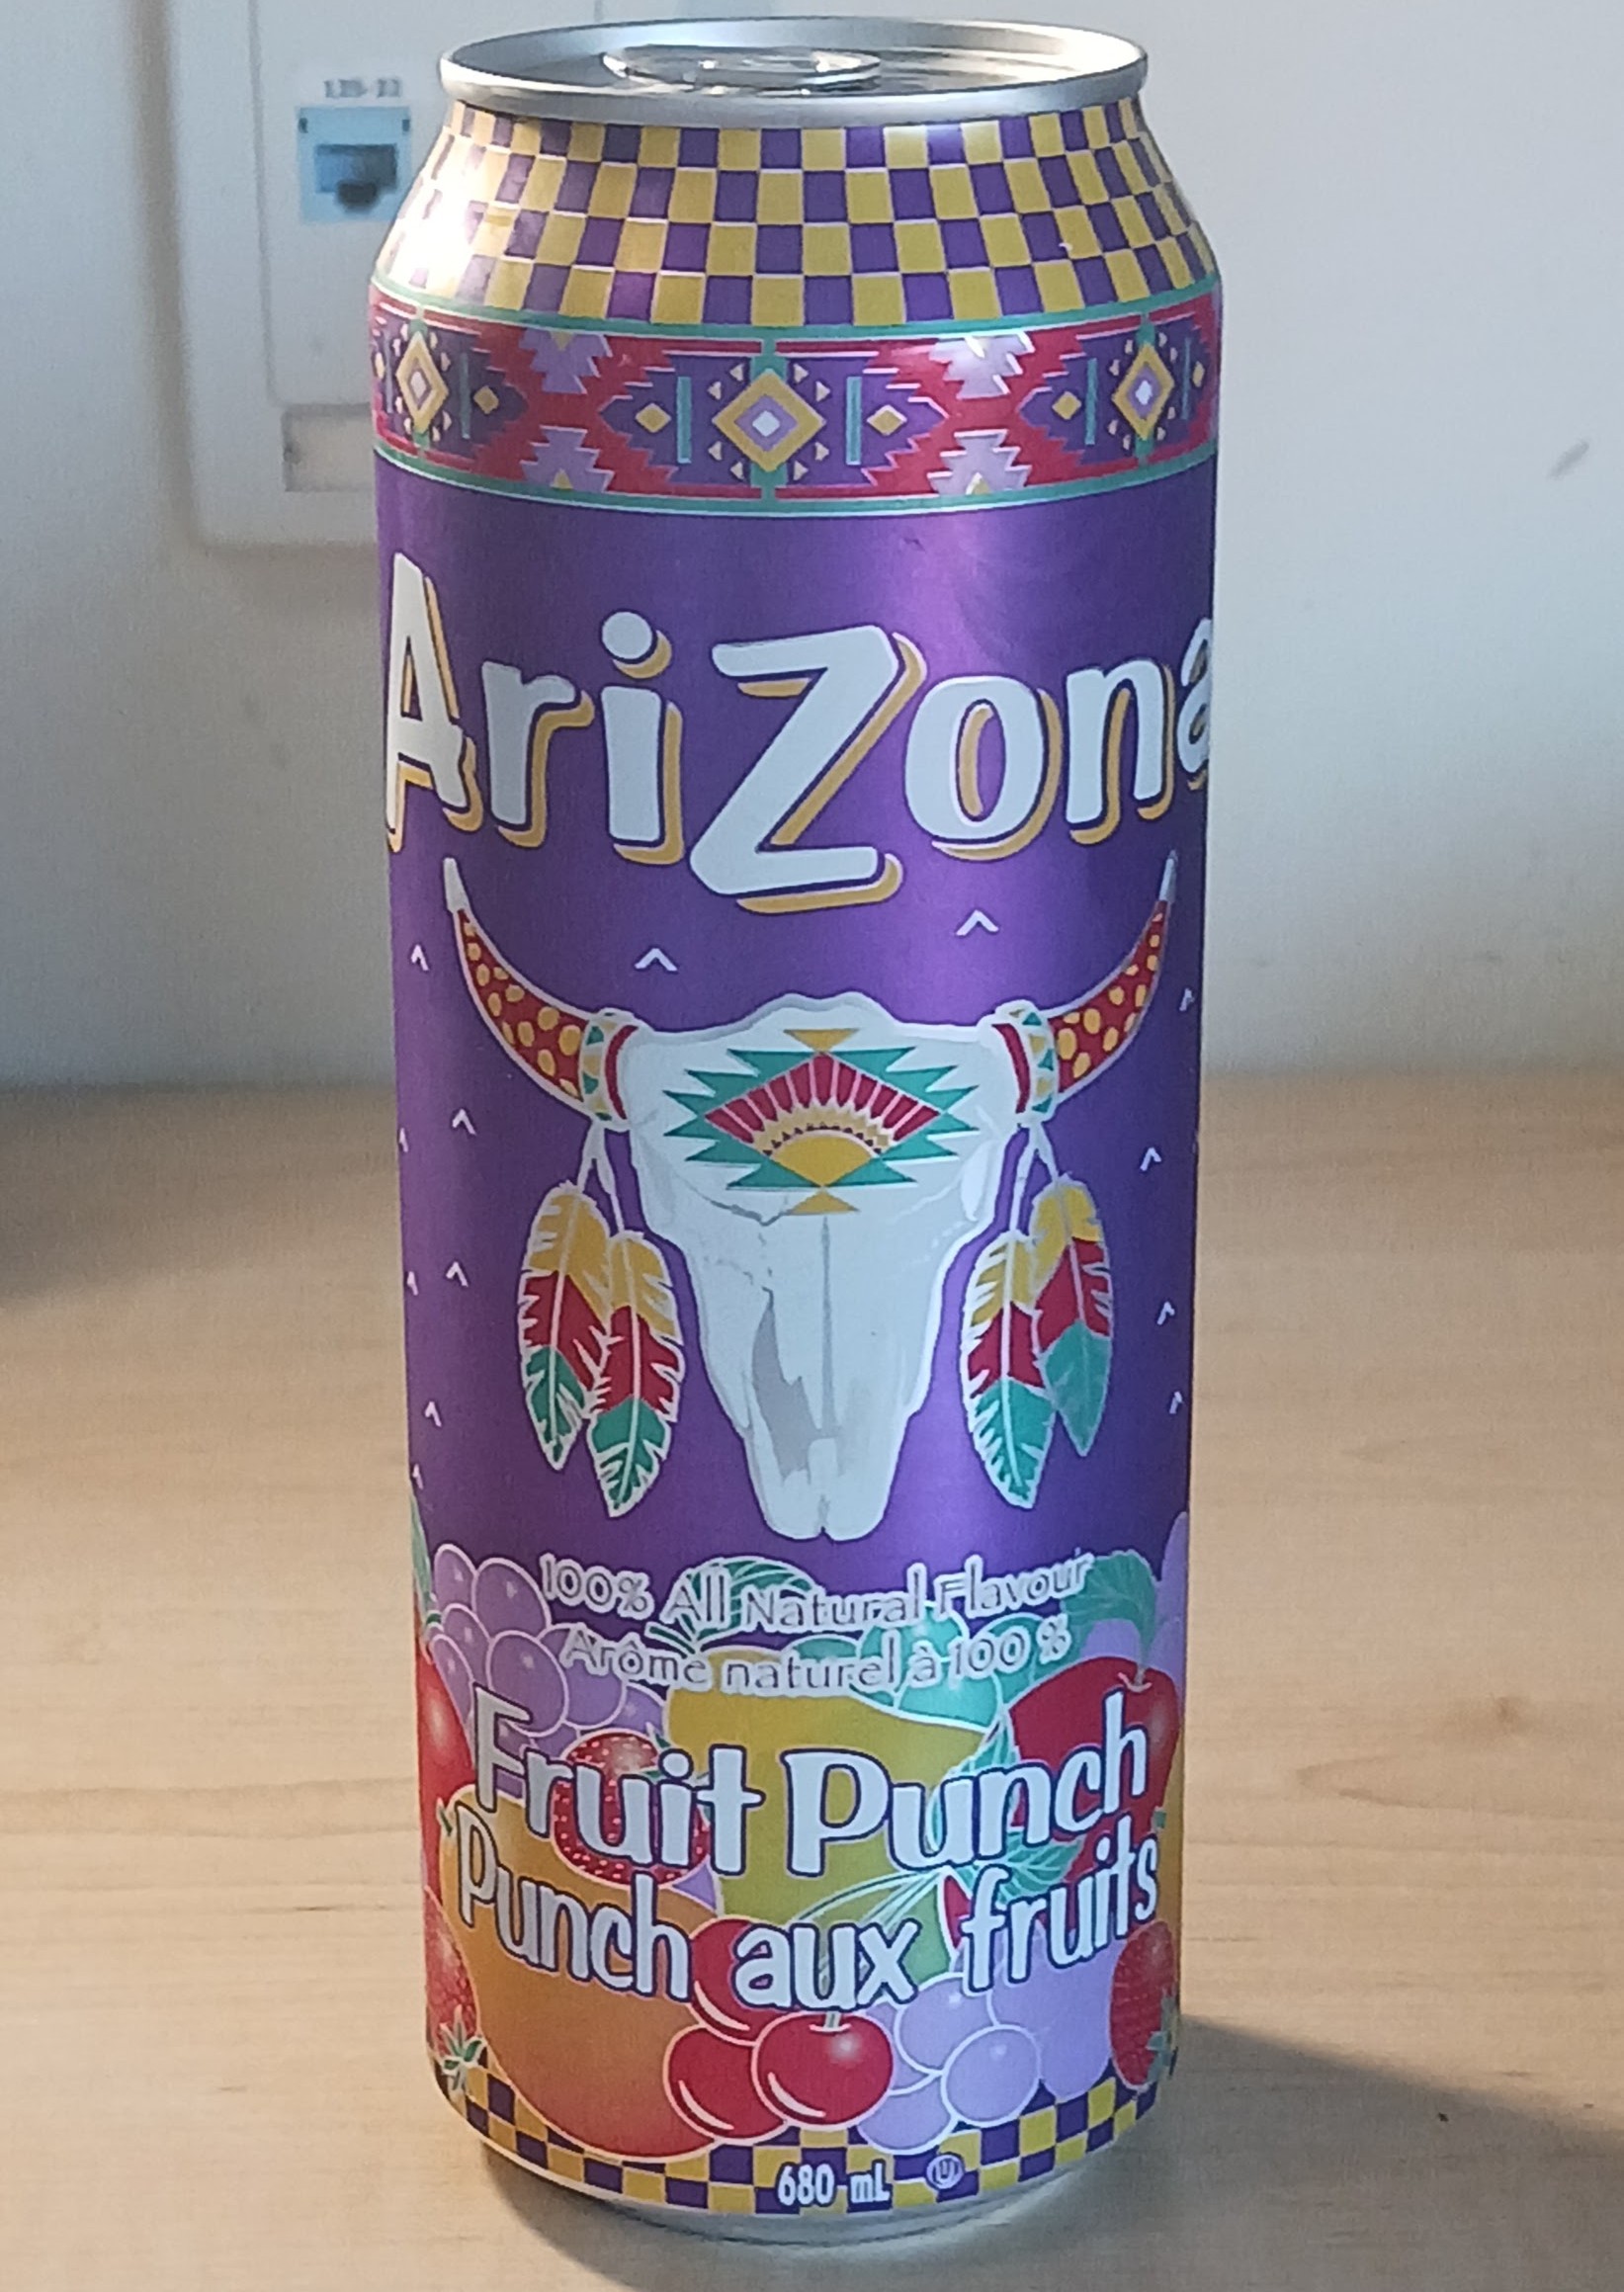 AriZona
100% All Natural Flavour
Arôme naturel à 100 %
Fruit Punch
Punch aux fruits
680 mL U